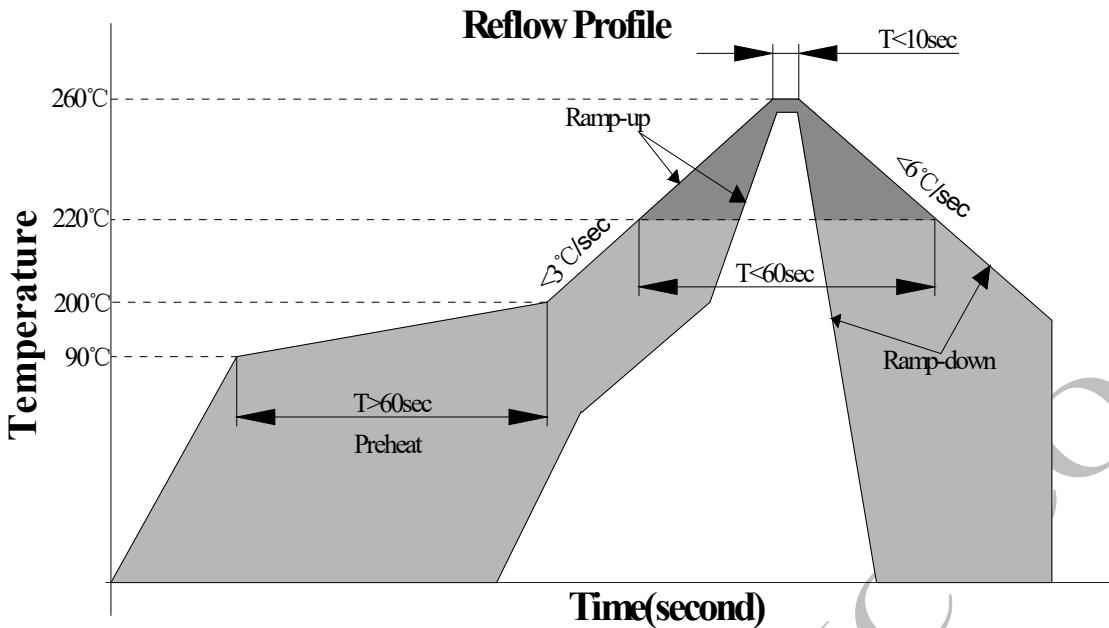 Reflow Profile
T<10sec
260℃
Ramp-up
<6℃/sec
220℃
<3℃/sec
T<60sec
200℃
90℃
Ramp-down
T>60sec
Preheat
Temperature
Time(second)